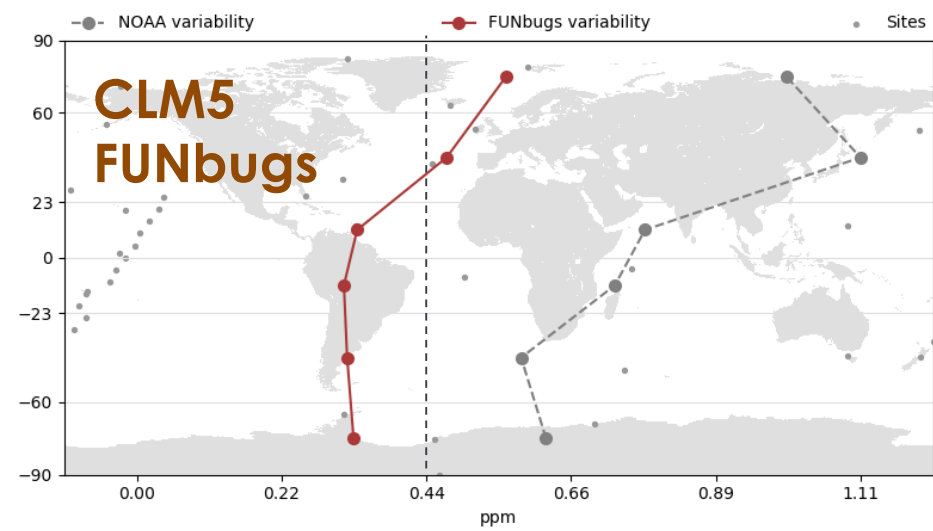 NOAA variability FUNbugs variability Sites
90
CLM5
60
FUNbugs
23
0
−23
−60
−90
0.00 0.22 0.44 0.66 0.89 1.11
ppm